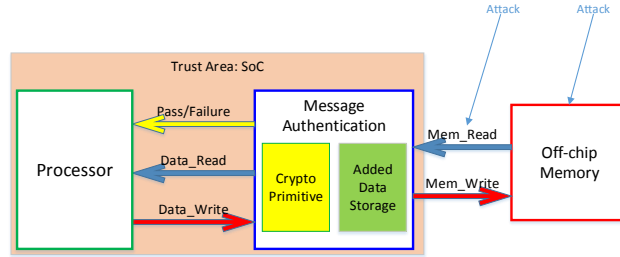 Attack
Attack
Trust Area: SoC
Pass/Failure
Message
Authentication
Mem_Read
Processor
Data_Read
Crypto
Primitive
Added
Data
Storage
Off-chip
Memory
Mem_Write
Data_Write